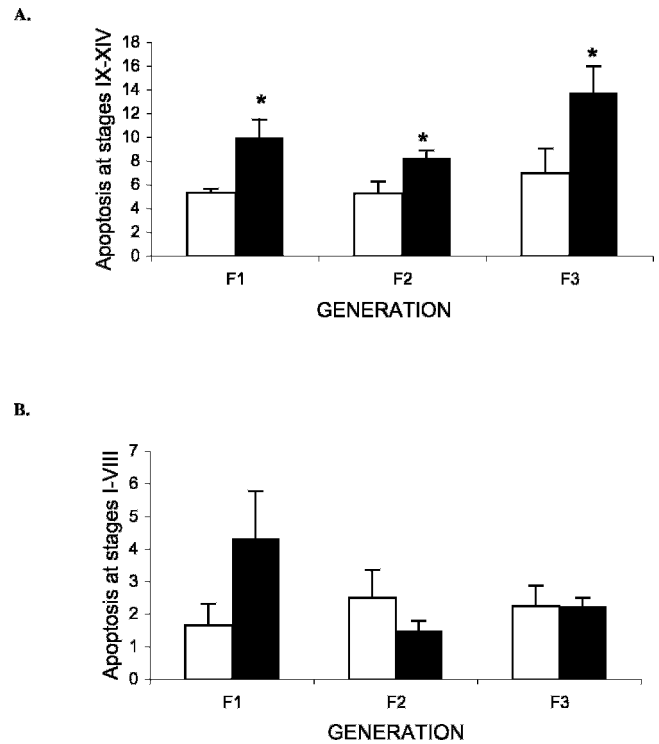 A.
Apoptosis at stages IX-XIV
18
16
14
12
10
8
6
4
2
0
*
*
*
F1
F2
F3
GENERATION
B.
Apoptosis at stages I-VIII
7
6
5
4
3
2
1
0
F1
F2
F3
GENERATION